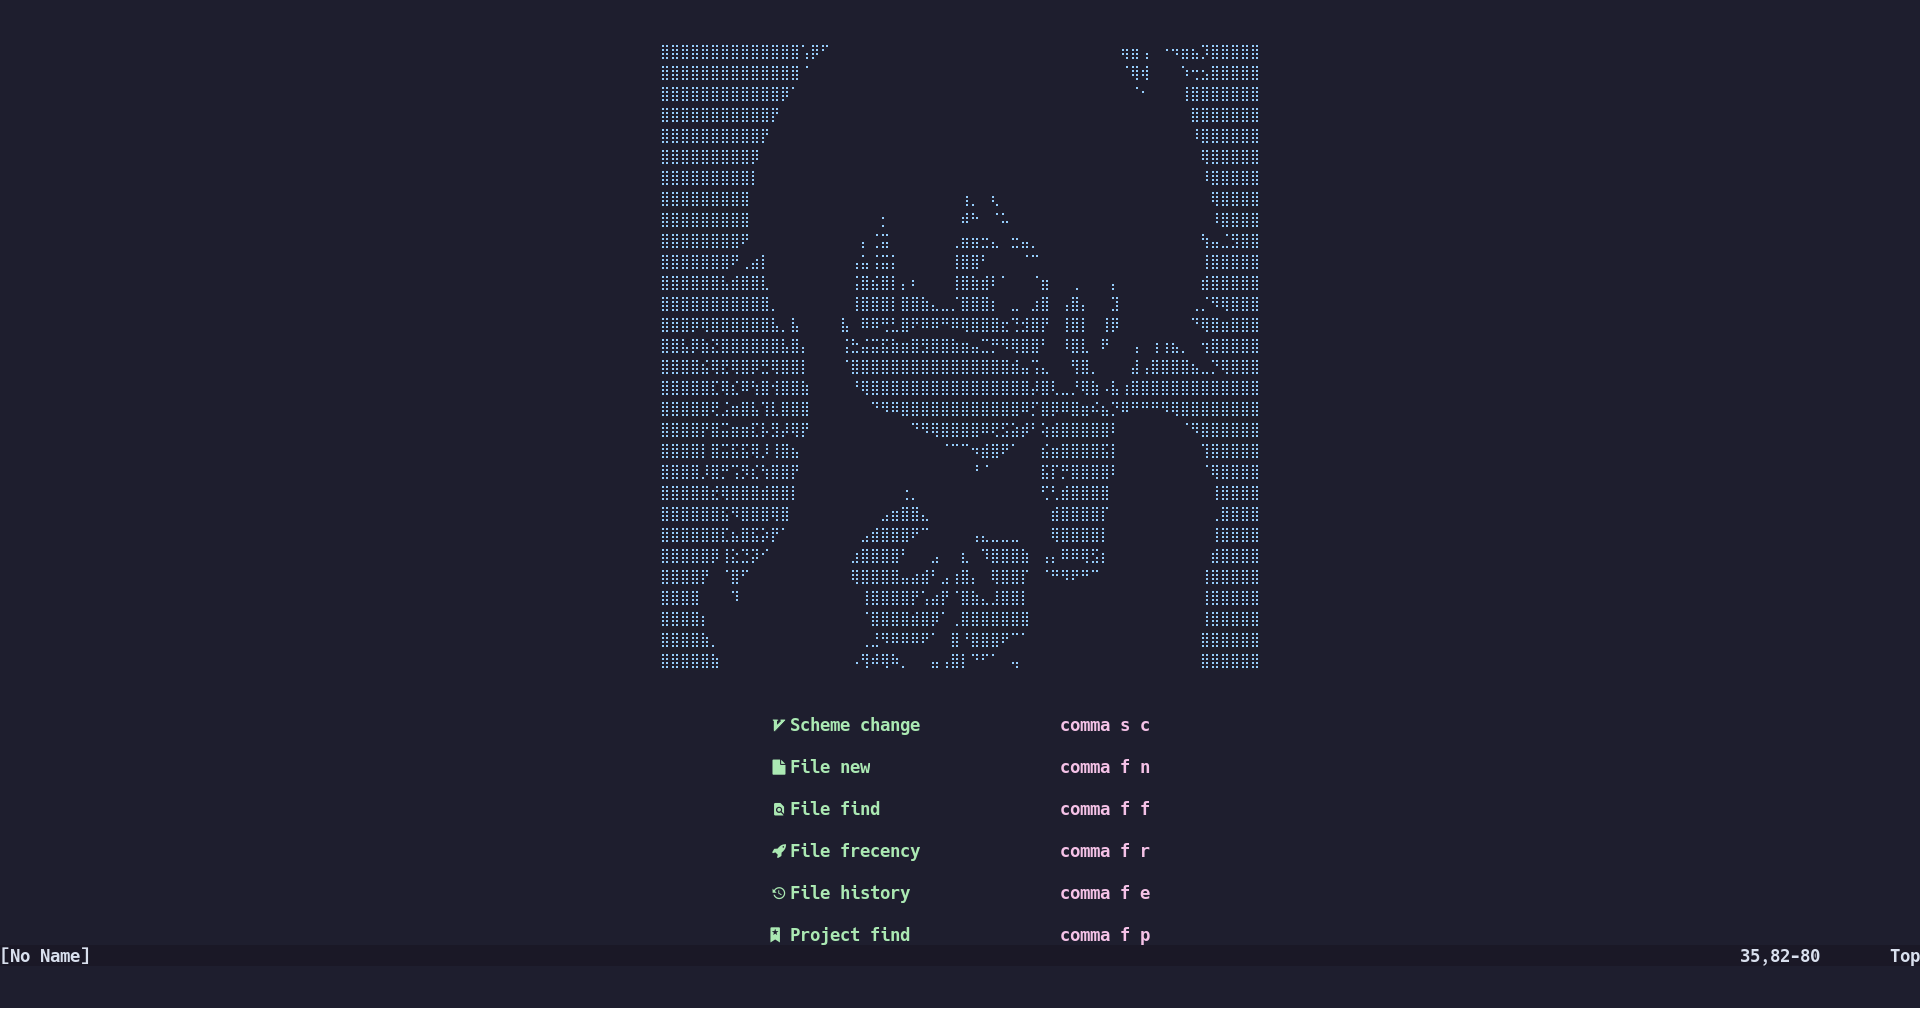 Scheme change comma s c
File new comma f n
File find comma f f
File frecency comma f r
File history comma f e
Project find comma f p
[No Name] 35,82-80 Top